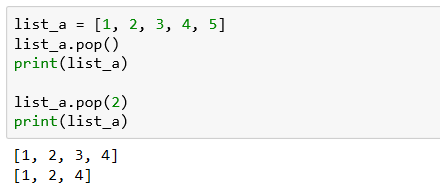 list_a = [1, 2, 3, 4, 5]
list_a.pop()
print(list_a)

list_a.pop(2)
print(list_a)
[1, 2, 3, 4]
[1, 2, 4]